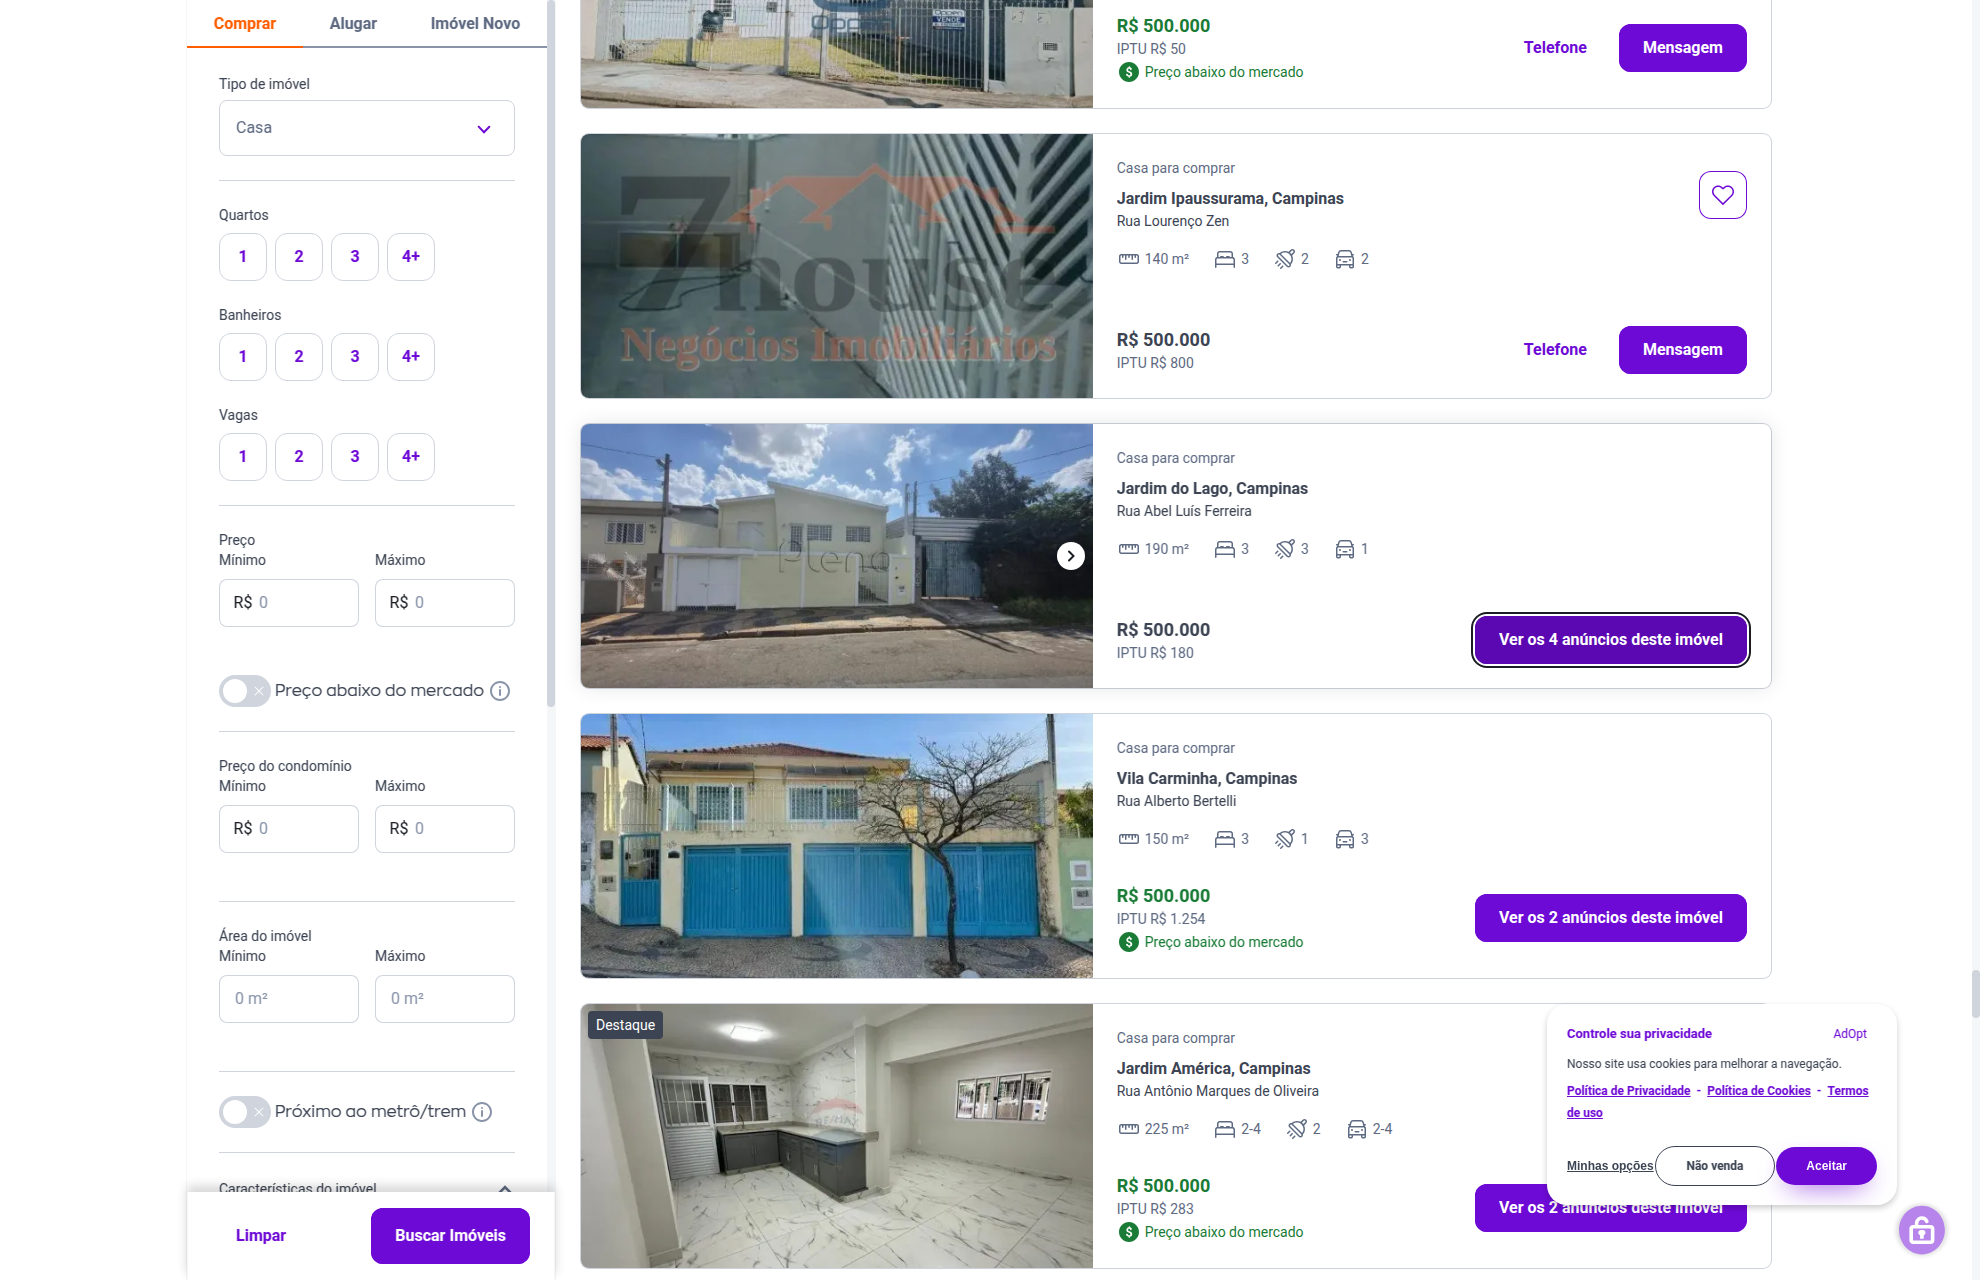 Comprar
Alugar
Imóvel Novo
Tipo de imóvel
Casa
Quartos
1
2
3
4+
Banheiros
1
2
3
4+
Vagas
1
2
3
4+
Preço
Mínimo
Máximo
R$ 0
R$ 0
Preço abaixo do mercado
Preço do condomínio
Mínimo
Máximo
R$ 0
R$ 0
Área do imóvel
Mínimo
Máximo
0 m²
0 m²
Próximo ao metrô/trem
Características do imóvel
Limpar
Buscar Imóveis
VENDE
R$ 500.000
IPTU R$ 50
Preço abaixo do mercado
Telefone
Mensagem
7house
Negócios Imobiliários
Casa para comprar
Jardim Ipaussurama, Campinas
Rua Lourenço Zen
140 m²
3
2
2
R$ 500.000
IPTU R$ 800
Telefone
Mensagem
Pleno
Casa para comprar
Jardim do Lago, Campinas
Rua Abel Luís Ferreira
190 m²
3
3
1
R$ 500.000
IPTU R$ 180
Ver os 4 anúncios deste imóvel
Casa para comprar
Vila Carminha, Campinas
Rua Alberto Bertelli
150 m²
3
1
3
R$ 500.000
IPTU R$ 1.254
Preço abaixo do mercado
Ver os 2 anúncios deste imóvel
Destaque
RE/MAX
Casa para comprar
Jardim América, Campinas
Rua Antônio Marques de Oliveira
225 m²
2-4
2
2-4
R$ 500.000
IPTU R$ 283
Preço abaixo do mercado
Ver os 2 anúncios deste imóvel
Controle sua privacidade
AdOpt
Nosso site usa cookies para melhorar a navegação.
Política de Privacidade - Política de Cookies - Termos
de uso
Minhas opções
Não venda
Aceitar